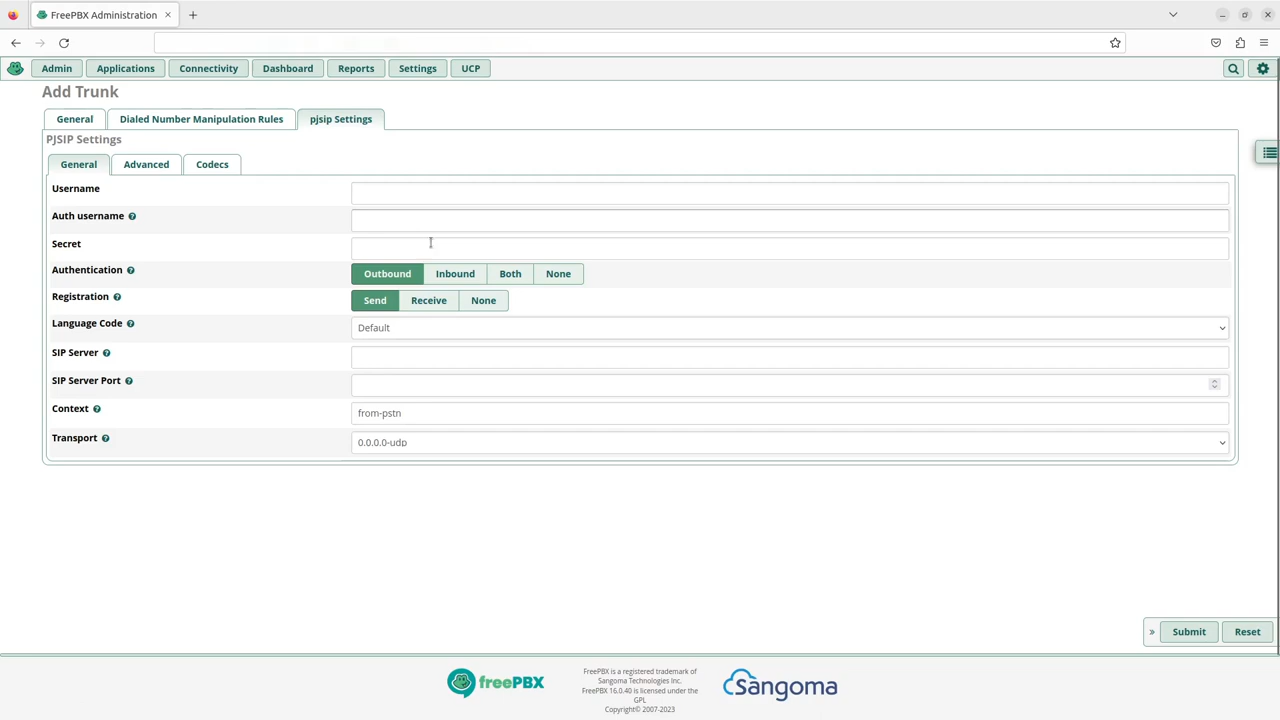 FreePBX Administration
Admin Applications Connectivity Dashboard Reports Settings UCP
Add Trunk
General Dialed Number Manipulation Rules pjsip Settings
PJSIP Settings
General Advanced Codecs
Username
Auth username
Secret
Authentication Outbound Inbound Both None
Registration Send Receive None
Language Code Default
SIP Server
SIP Server Port
Context from-pstn
Transport 0.0.0.0-udp
» Submit Reset
freePBX
FreePBX is a registered trademark of
Sangoma Technologies Inc.
FreePBX 16.0.40 is licensed under the
GPL
Copyright© 2007-2023
Sangoma